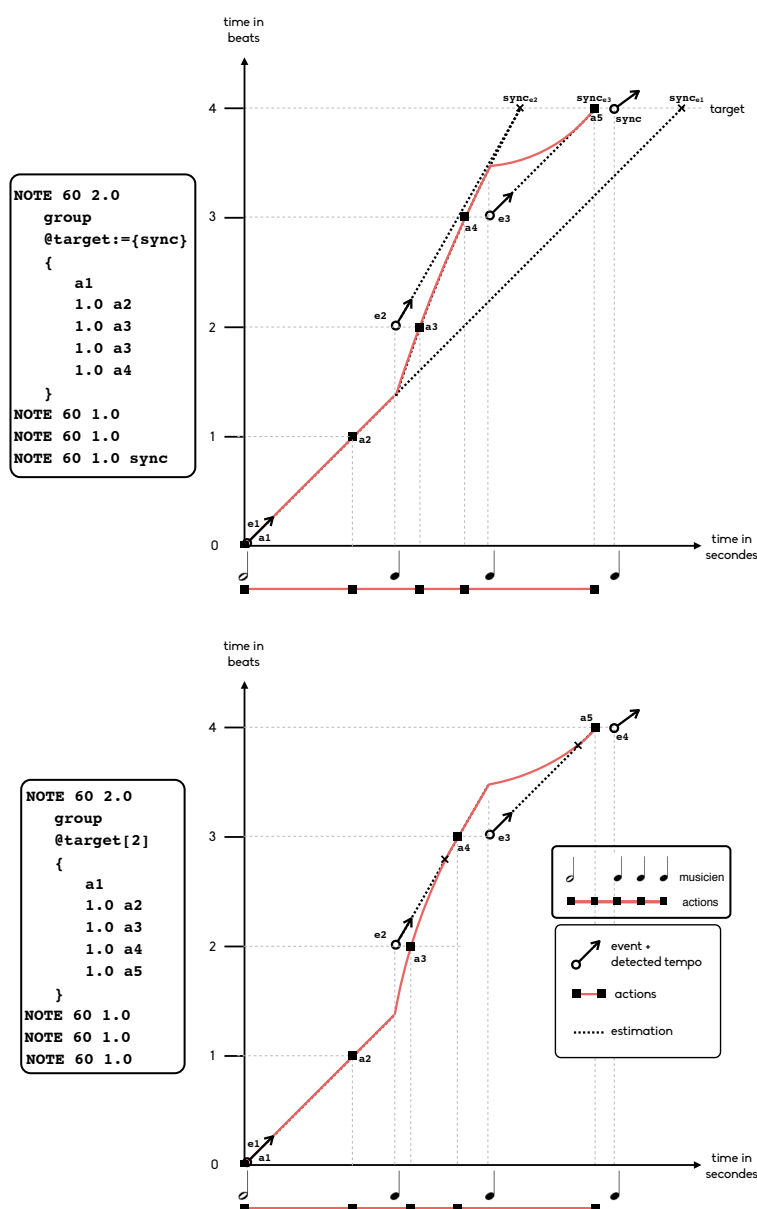 time in
beats
sync e2
sync e3
sync e1
4
target
a5
sync
NOTE 60 2.0
group
@target:={sync}
{
a1
1.0 a2
1.0 a3
1.0 a3
1.0 a4
}
NOTE 60 1.0
NOTE 60 1.0
NOTE 60 1.0 sync
3
a4
e3
e2
2
a3
1
a2
e1
a1
0
time in
secondes
time in
beats
a5
4
e4
NOTE 60 2.0
group
@target[2]
{
a1
1.0 a2
1.0 a3
1.0 a4
1.0 a5
}
NOTE 60 1.0
NOTE 60 1.0
NOTE 60 1.0
3
a4
e3
e2
2
a3
1
a2
e1
a1
0
time in
secondes
musicien
actions
event +
detected tempo
actions
estimation